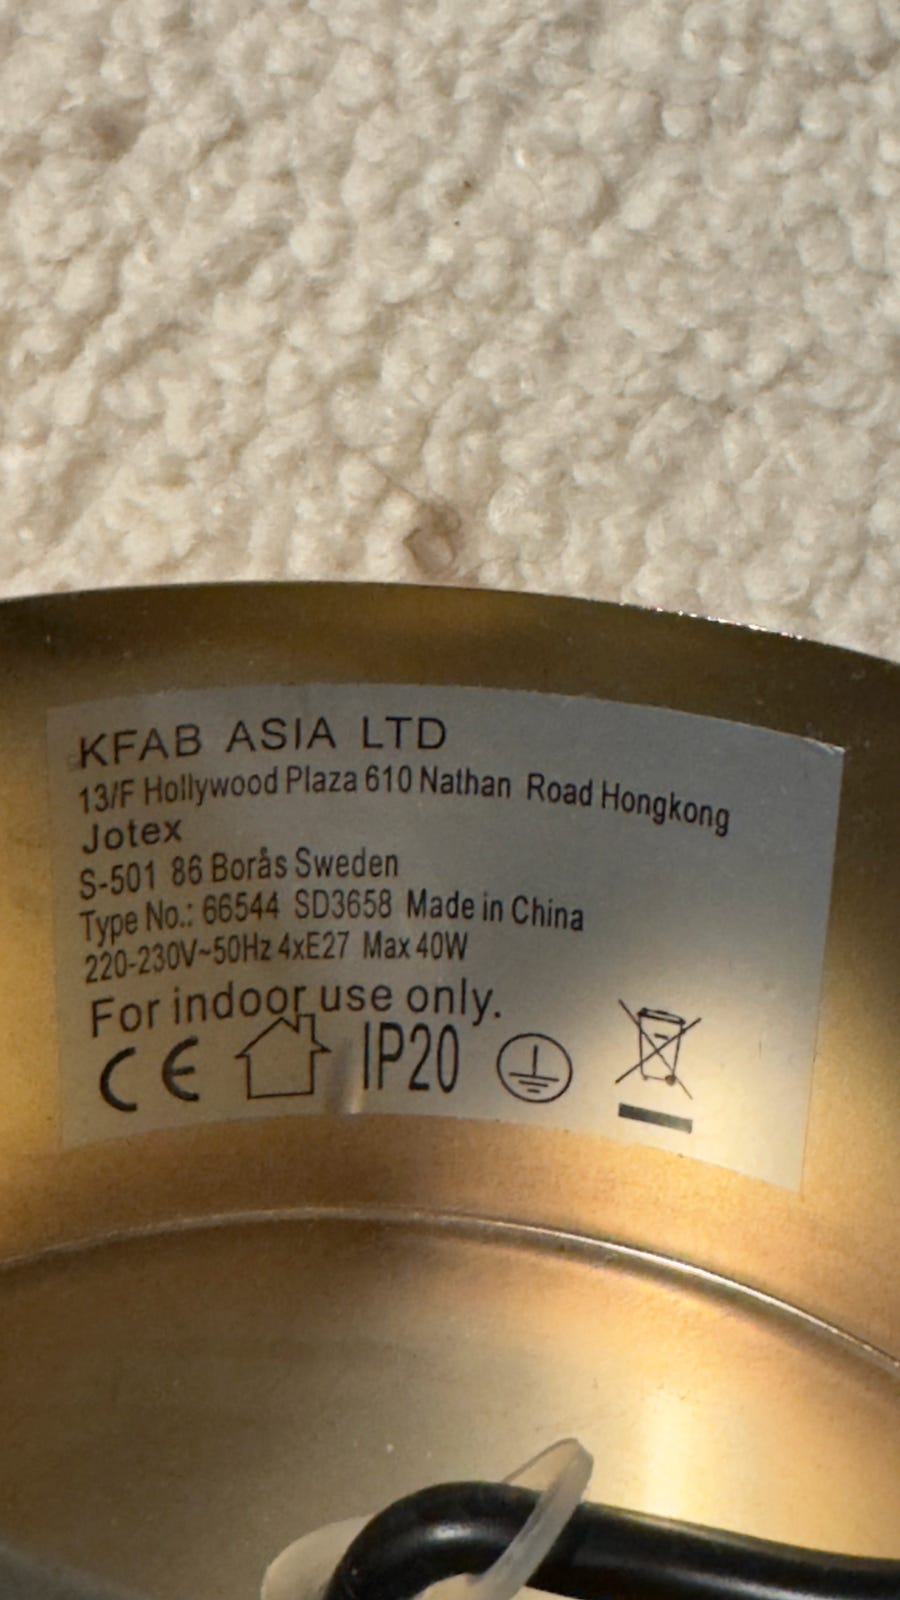 KFAB ASIA LTD
13/F Hollywood Plaza 610 Nathan Road Hongkong
Jotex
S-501 86 Borås Sweden
Type No.: 66544 SD3658 Made in China
220-230V~50Hz 4xE27 Max 40W
For indoor use only.
CE IP20